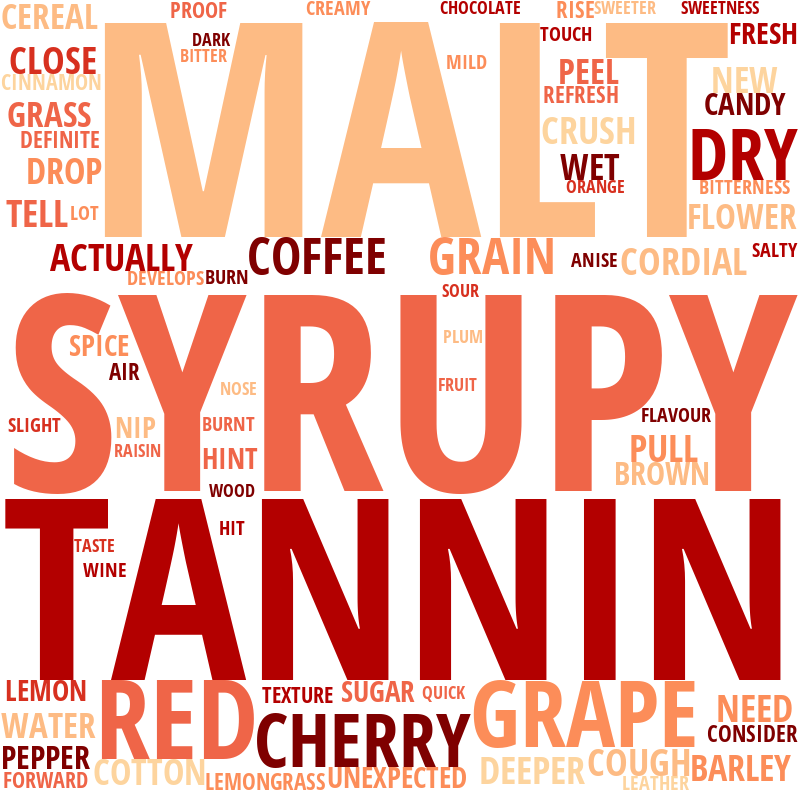 CEREAL
PROOF
CREAMY
CHOCOLATE
RISE
SWEETER
SWEETNESS
MALT
DARK
BITTER
TOUCH
FRESH
CLOSE
CINNAMON
MILD
PEEL
REFRESH
NEW
CANDY
GRASS
DEFINITE
CRUSH
DRY
DROP
WET
ORANGE
BITTERNESS
TELL
LOT
FLOWER
ACTUALLY
DEVELOPS
BURN
COFFEE
GRAIN
ANISE
CORDIAL
SALTY
SOUR
SYRUPY
SPICE
AIR
PLUM
NOSE
FRUIT
SLIGHT
NIP
RAISIN
BURNT
HINT
FLAVOUR
PULL
BROWN
WOOD
TANNIN
HIT
TASTE
WINE
LEMON
RED
TEXTURE
SUGAR
QUICK
GRAPE
NEED
WATER
CHERRY
CONSIDER
PEPPER
FORWARD
COTTON
LEMONGRASS
UNEXPECTED
DEEPER
COUGH
LEATHER
BARLEY